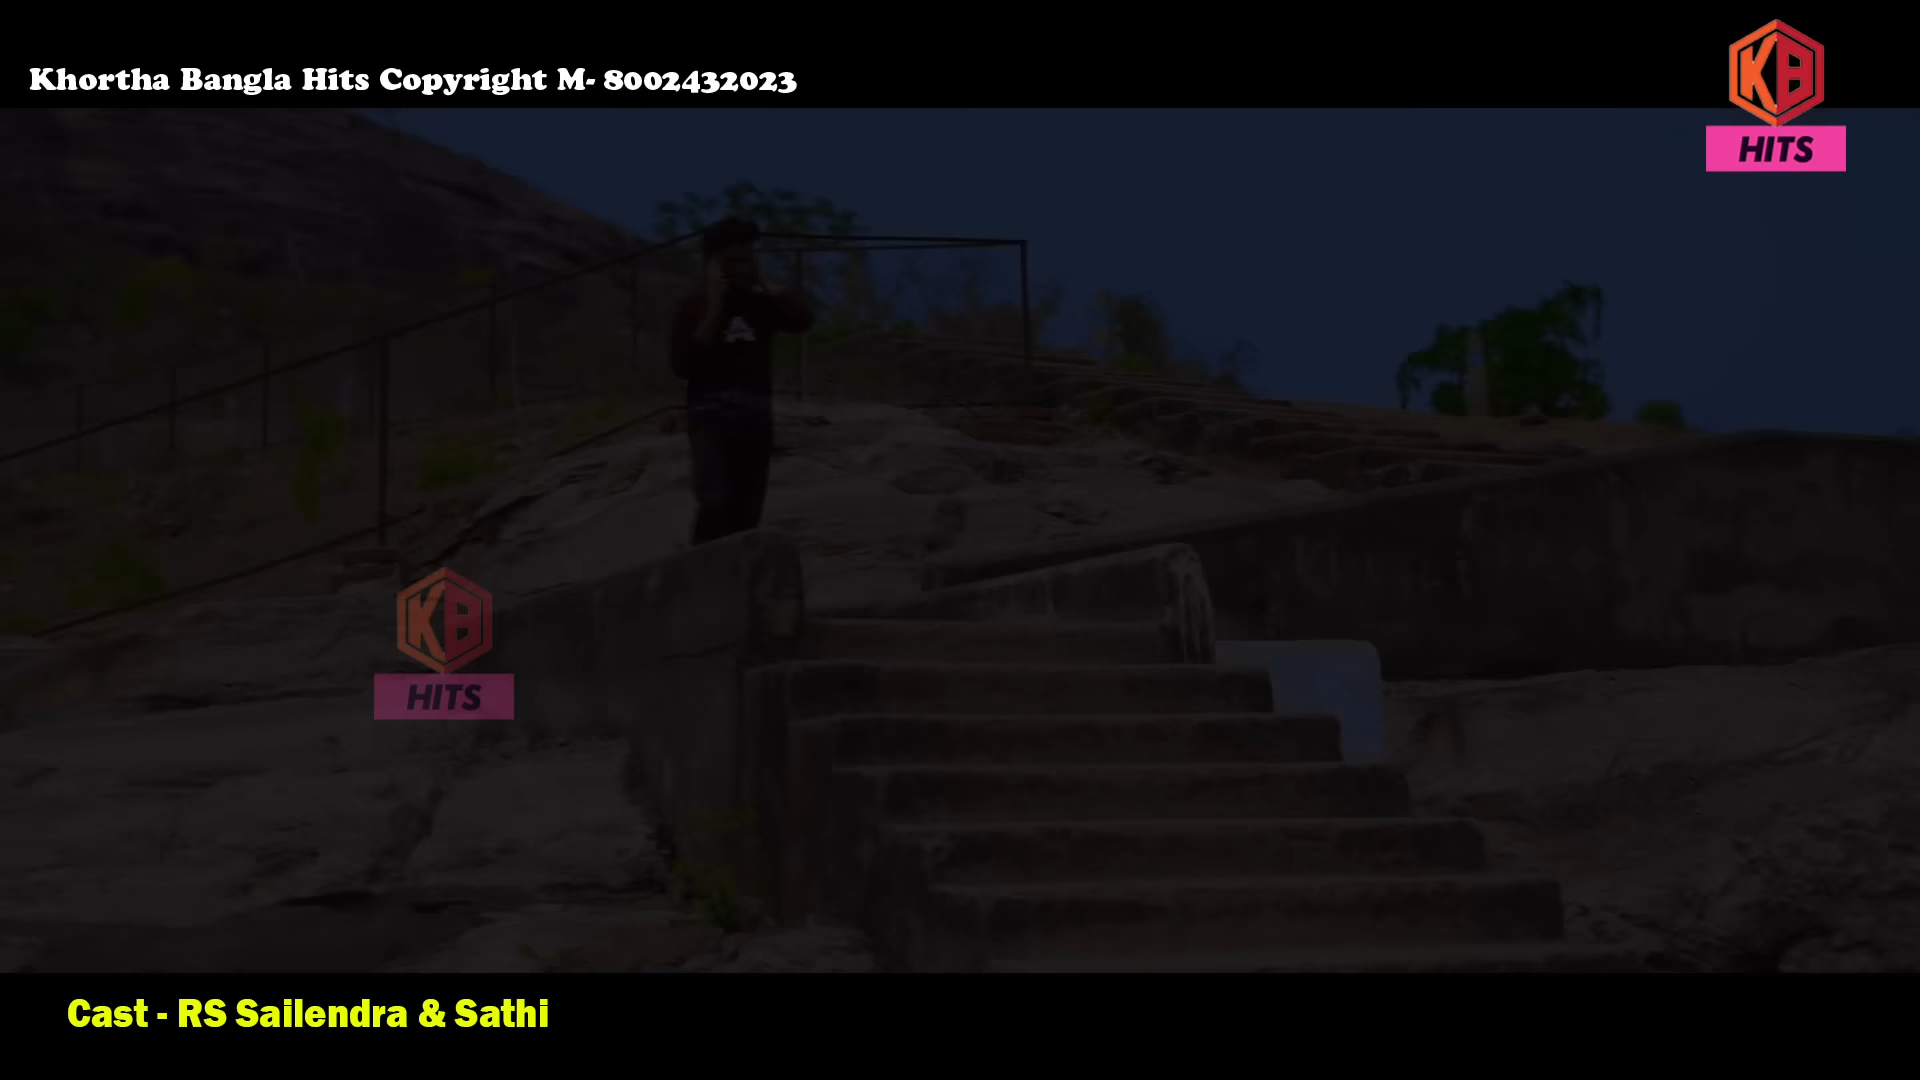 Khortha Bangla Hits Copyright M- 8002432023
KB
HITS
A
KB
HITS
Cast - RS Sailendra & Sathi